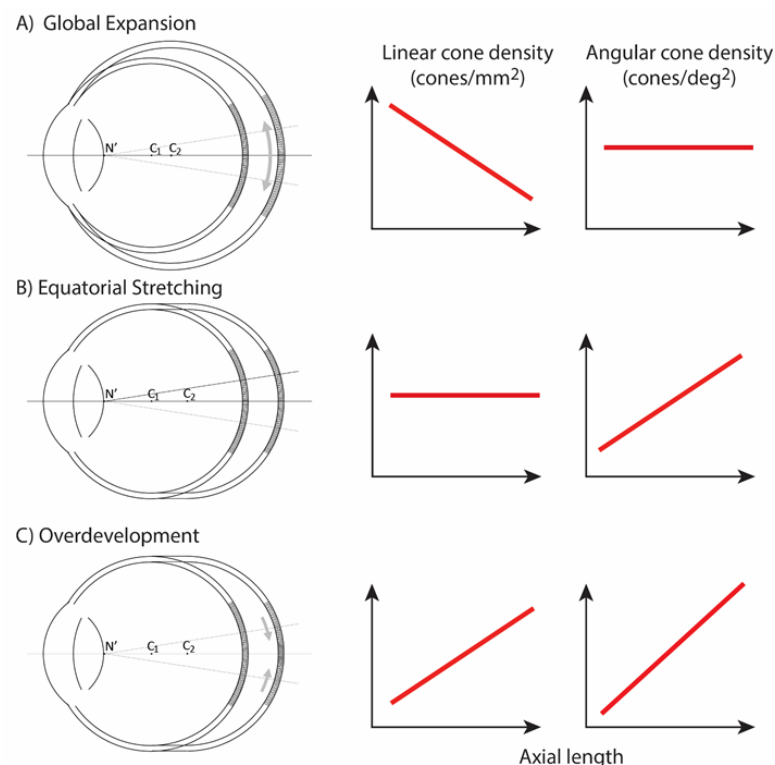 A) Global Expansion
Linear cone density
(cones/mm²)
Angular cone density
(cones/deg²)
N' C₁ C₂
B) Equatorial Stretching
N' C₁ C₂
C) Overdevelopment
N' C₁ C₂
Axial length